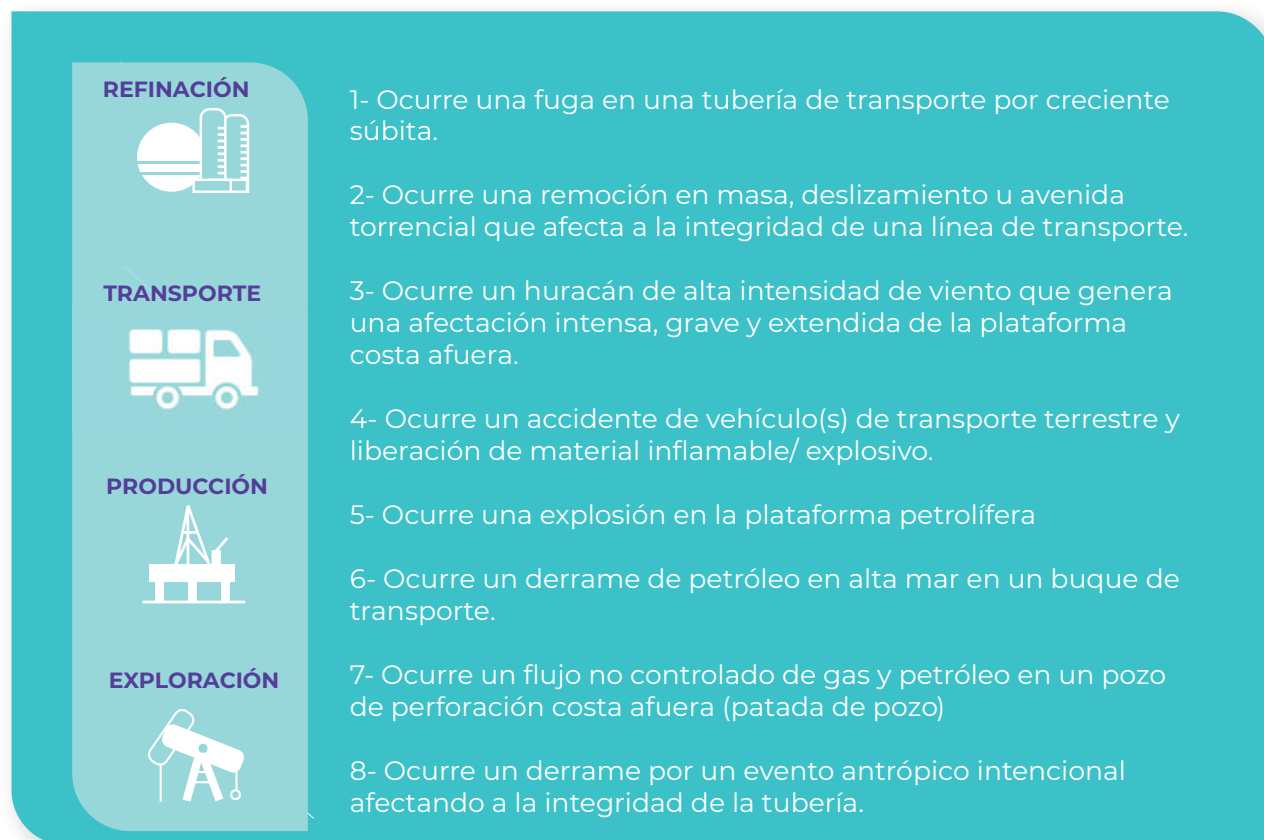 REFINACIÓN
TRANSPORTE
PRODUCCIÓN
EXPLORACIÓN
1- Ocurre una fuga en una tubería de transporte por creciente
súbita.
2- Ocurre una remoción en masa, deslizamiento u avenida
torrencial que afecta a la integridad de una línea de transporte.
3- Ocurre un huracán de alta intensidad de viento que genera
una afectación intensa, grave y extendida de la plataforma
costa afuera.
4- Ocurre un accidente de vehículo(s) de transporte terrestre y
liberación de material inflamable/ explosivo.
5- Ocurre una explosión en la plataforma petrolífera
6- Ocurre un derrame de petróleo en alta mar en un buque de
transporte.
7- Ocurre un flujo no controlado de gas y petróleo en un pozo
de perforación costa afuera (patada de pozo)
8- Ocurre un derrame por un evento antrópico intencional
afectando a la integridad de la tubería.